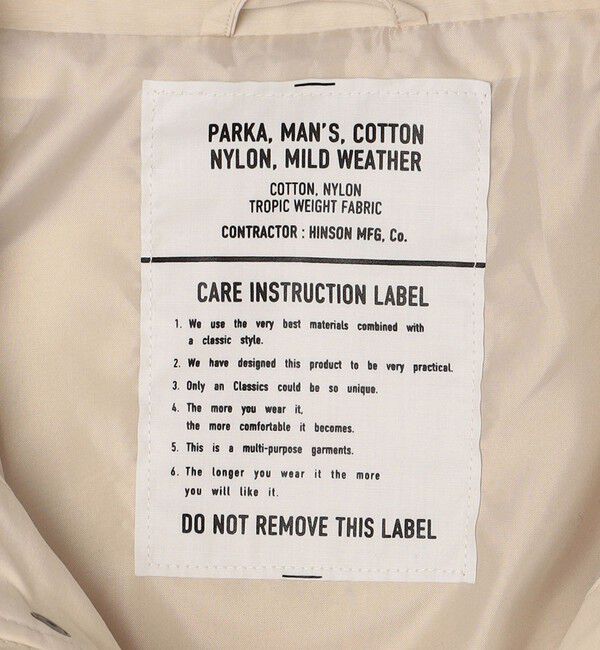 PARKA, MAN'S, COTTON
NYLON, MILD WEATHER
COTTON, NYLON
TROPIC WEIGHT FABRIC
CONTRACTOR : HINSON MFG, Co.
CARE INSTRUCTION LABEL
1. We use the very best materials combined with
a classic style.
2. We have designed this product to be very practical.
3. Only an Classics could be so unique.
4. The more you wear it,
the more comfortable it becomes.
5. This is a multi-purpose garments.
6. The longer you wear it the more
you will like it.
DO NOT REMOVE THIS LABEL